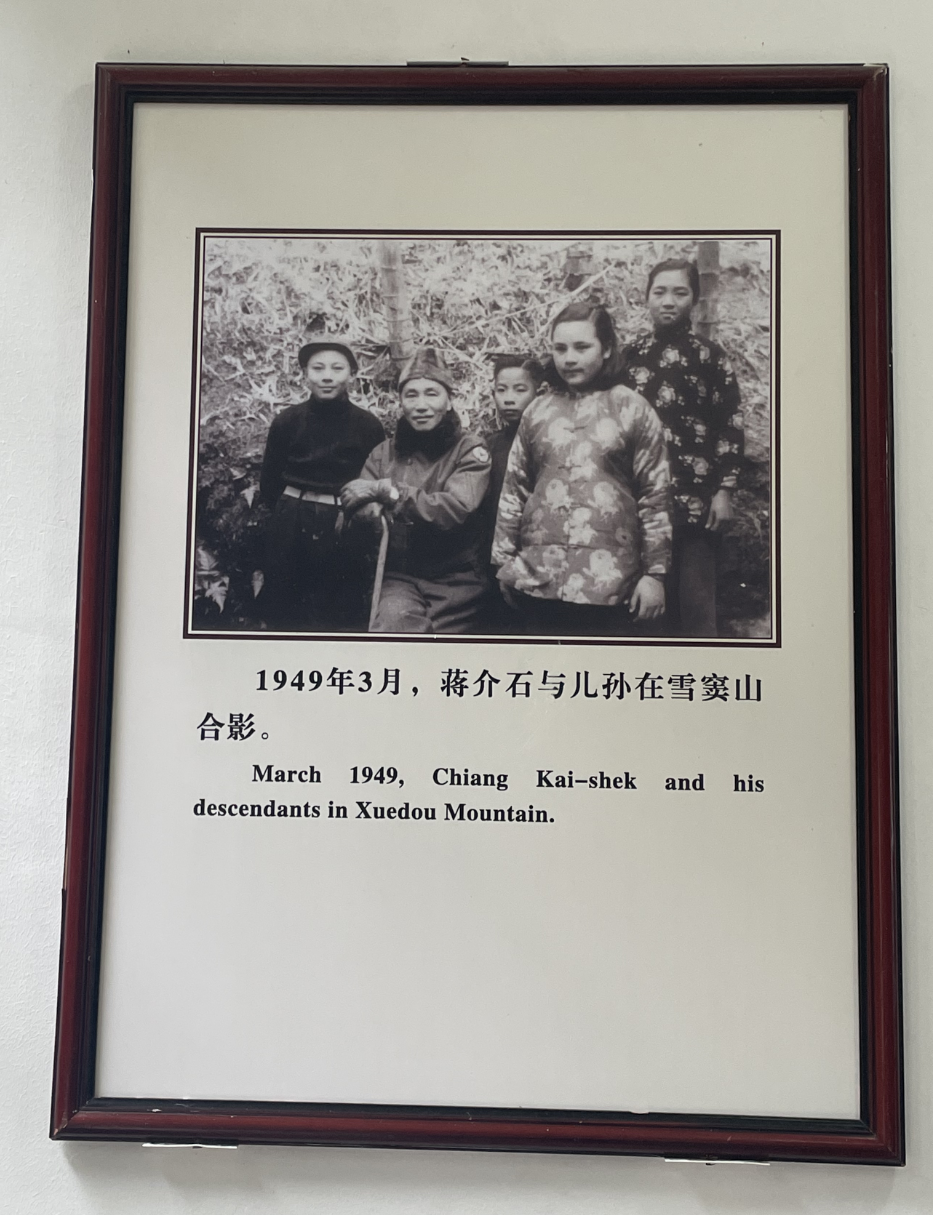 1949年3月，蒋介石与儿孙在雪窦山
合影。
March 1949, Chiang Kai-shek and his
descendants in Xuedou Mountain.